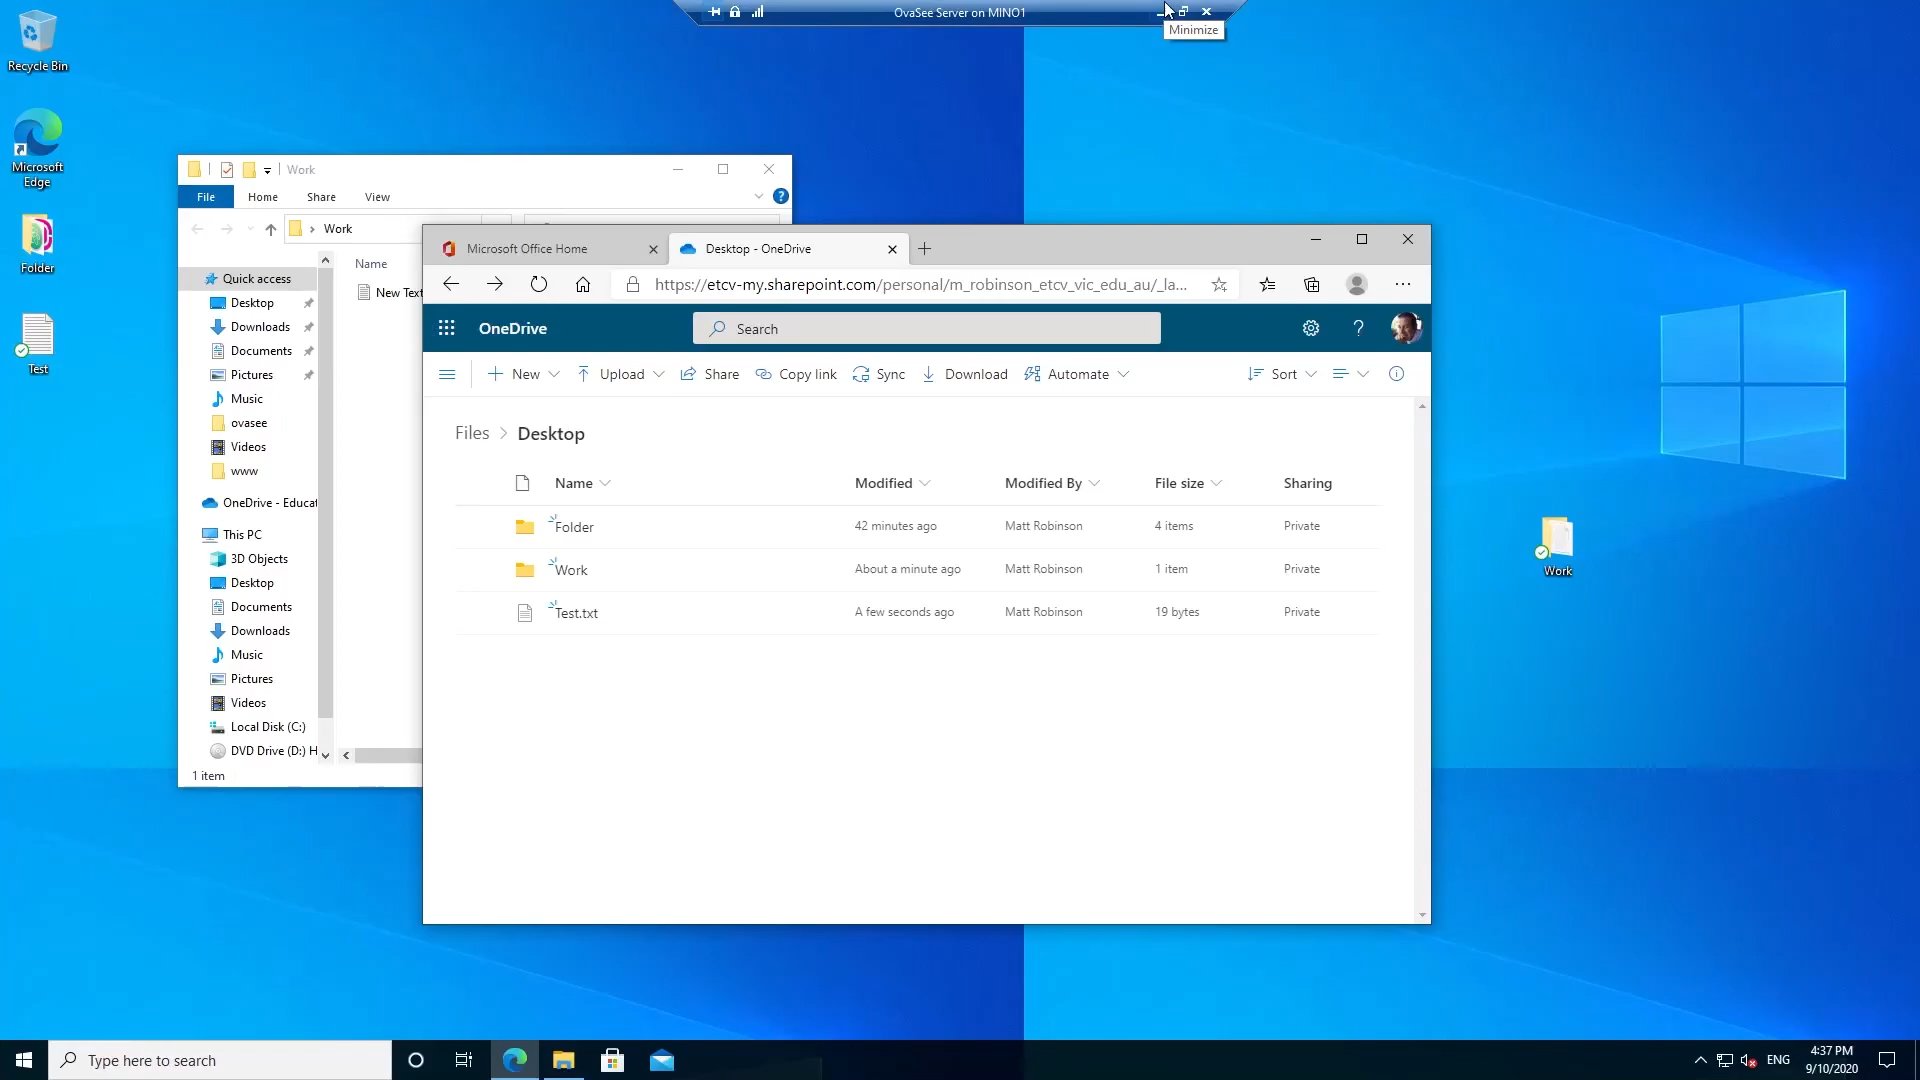 OvaSee Server on MINO1
Minimize
Recycle Bin
Microsoft
Edge
Folder
Test
Work
File Home Share View
Work
Quick access
Desktop
Downloads
Documents
Pictures
Music
ovasee
Videos
www
OneDrive - Educat
This PC
3D Objects
Desktop
Documents
Downloads
Music
Pictures
Videos
Local Disk (C:)
DVD Drive (D:) H
1 item
Name
New Text
Microsoft Office Home
Desktop - OneDrive
https://etcv-my.sharepoint.com/personal/m_robinson_etcv_vic_edu_au/_la...
OneDrive
Search
New Upload Share Copy link Sync Download Automate Sort
Files > Desktop
Name Modified Modified By File size Sharing
Folder 42 minutes ago Matt Robinson 4 items Private
Work About a minute ago Matt Robinson 1 item Private
Test.txt A few seconds ago Matt Robinson 19 bytes Private
Work
Type here to search
ENG
4:37 PM
9/10/2020